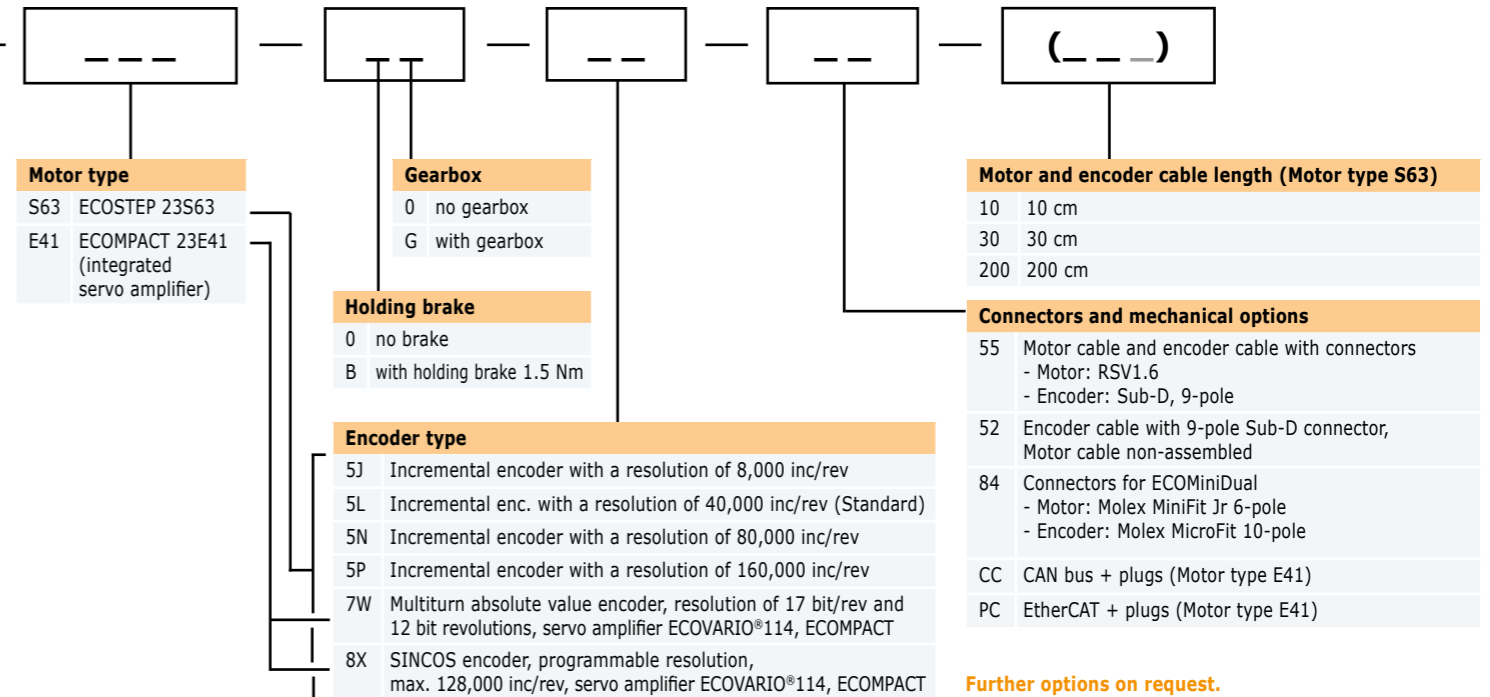 — _ _ _ — _ _ — _ _ — _ _ — (_ _ _)
Motor type
S63 ECOSTEP 23S63
E41 ECOMPACT 23E41
(integrated
servo amplifier)
Gearbox
0 no gearbox
G with gearbox
Holding brake
0 no brake
B with holding brake 1.5 Nm
Encoder type
5J Incremental encoder with a resolution of 8,000 inc/rev
5L Incremental enc. with a resolution of 40,000 inc/rev (Standard)
5N Incremental encoder with a resolution of 80,000 inc/rev
5P Incremental encoder with a resolution of 160,000 inc/rev
7W Multiturn absolute value encoder, resolution of 17 bit/rev and
12 bit revolutions, servo amplifier ECOVARIO®114, ECOMPACT
8X SINCOS encoder, programmable resolution,
max. 128,000 inc/rev, servo amplifier ECOVARIO®114, ECOMPACT
Motor and encoder cable length (Motor type S63)
10 10 cm
30 30 cm
200 200 cm
Connectors and mechanical options
55 Motor cable and encoder cable with connectors
- Motor: RSV1.6
- Encoder: Sub-D, 9-pole
52 Encoder cable with 9-pole Sub-D connector,
Motor cable non-assembled
84 Connectors for ECOMiniDual
- Motor: Molex MiniFit Jr 6-pole
- Encoder: Molex MicroFit 10-pole
CC CAN bus + plugs (Motor type E41)
PC EtherCAT + plugs (Motor type E41)
Further options on request.